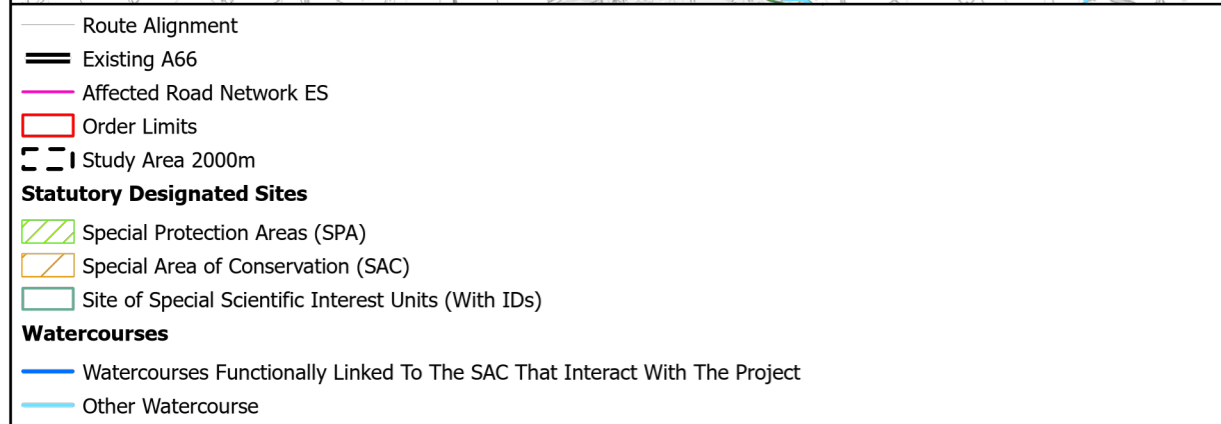 Route Alignment
Existing A66
Affected Road Network ES
Order Limits
Study Area 2000m
Statutory Designated Sites
Special Protection Areas (SPA)
Special Area of Conservation (SAC)
Site of Special Scientific Interest Units (With IDs)
Watercourses
Watercourses Functionally Linked To The SAC That Interact With The Project
Other Watercourse